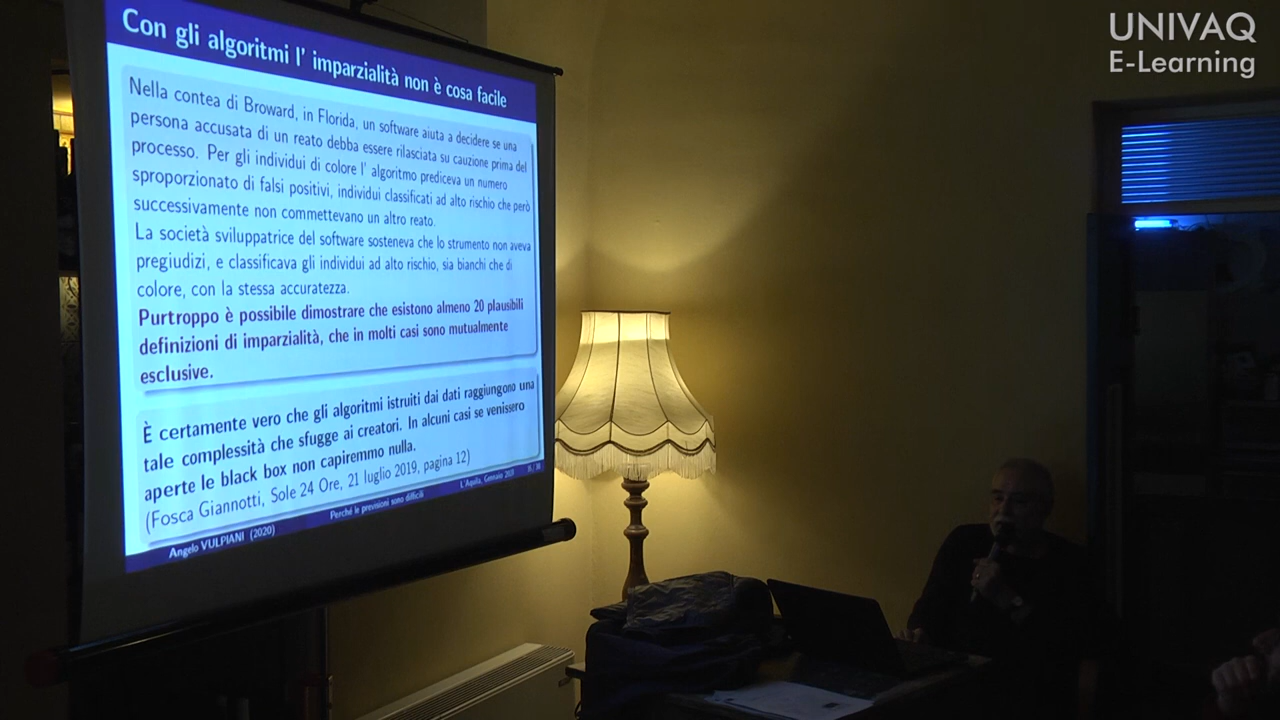 Con gli algoritmi l' imparzialità non è cosa facile
Nella contea di Broward, in Florida, un software aiuta a decidere se una
persona accusata di un reato debba essere rilasciata su cauzione prima del
processo. Per gli individui di colore l' algoritmo prediceva un numero
sproporzionato di falsi positivi, individui classificati ad alto rischio che però
successivamente non commettevano un altro reato.
La società sviluppatrice del software sosteneva che lo strumento non aveva
pregiudizi, e classificava gli individui ad alto rischio, sia bianchi che di
colore, con la stessa accuratezza.
Purtroppo è possibile dimostrare che esistono almeno 20 plausibili
definizioni di imparzialità, che in molti casi sono mutualmente
esclusive.
È certamente vero che gli algoritmi istruiti dai dati raggiungono una
tale complessità che sfugge ai creatori. In alcuni casi se venissero
aperte le black box non capiremmo nulla.
(Fosca Giannotti, Sole 24 Ore, 21 luglio 2019, pagina 12)
Angelo VULPIANI (2020) Perché le previsioni sono difficili L'Aquila, Gennaio
UNIVAQ
E-Learning